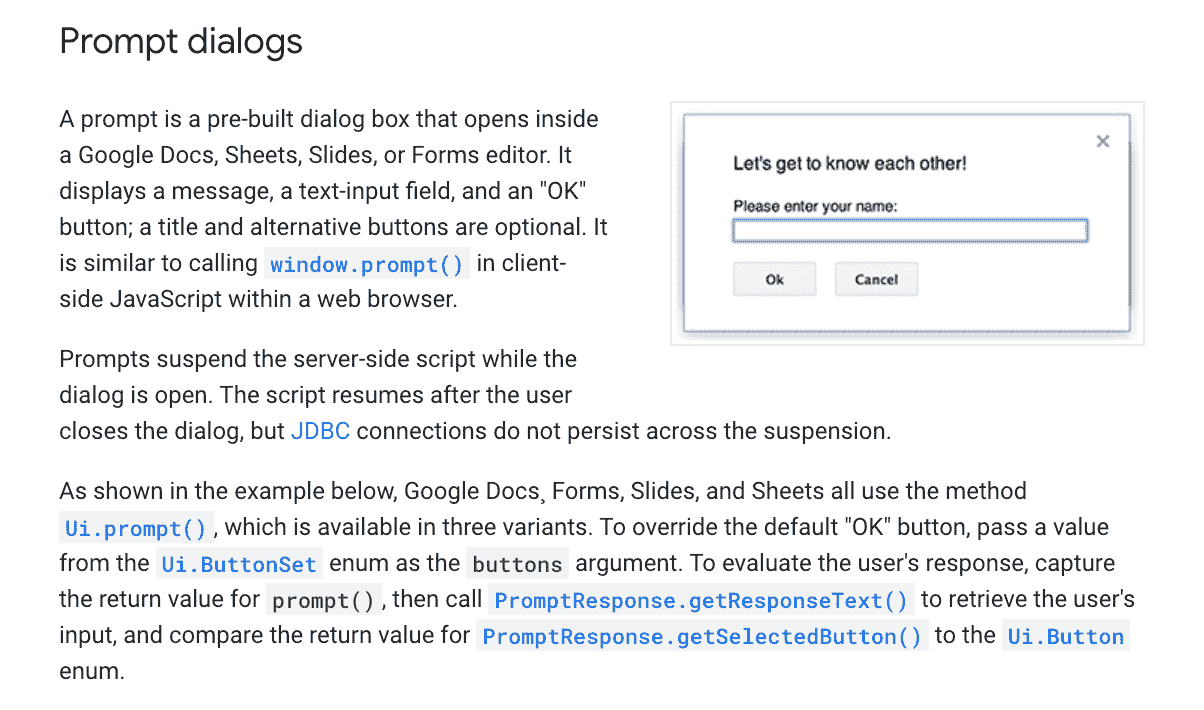 Prompt dialogs
A prompt is a pre-built dialog box that opens inside
a Google Docs, Sheets, Slides, or Forms editor. It
displays a message, a text-input field, and an "OK"
button; a title and alternative buttons are optional. It
is similar to calling window.prompt() in client-
side JavaScript within a web browser.
Let's get to know each other!
Please enter your name:
Ok Cancel
Prompts suspend the server-side script while the
dialog is open. The script resumes after the user
closes the dialog, but JDBC connections do not persist across the suspension.
As shown in the example below, Google Docs¸ Forms, Slides, and Sheets all use the method
Ui.prompt(), which is available in three variants. To override the default "OK" button, pass a value
from the Ui.ButtonSet enum as the buttons argument. To evaluate the user's response, capture
the return value for prompt(), then call PromptResponse.getResponseText() to retrieve the user's
input, and compare the return value for PromptResponse.getSelectedButton() to the Ui.Button
enum.